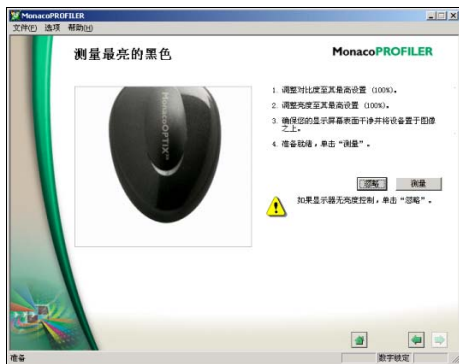 MonacoPROFILER
文件(F) 选项 帮助(H)
测量最亮的黑色
MonacoPROFILER
MonacoOPTIX™
1. 调整对比度至其最高设置 (100%)。
2. 调整亮度至其最高设置 (100%)。
3. 确保您的显示屏幕表面干净并将设备置于图像
之上。
4. 准备就绪，单击“测量”。
忽略 测量
如果显示器无亮度控制，单击“忽略”。
准备 数字锁定